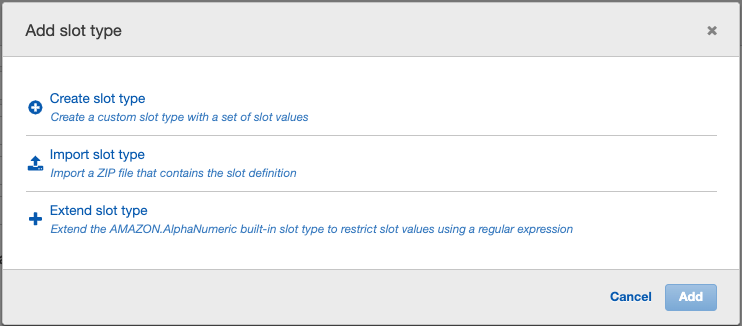 Add slot type
Create slot type
Create a custom slot type with a set of slot values
Import slot type
Import a ZIP file that contains the slot definition
Extend slot type
Extend the AMAZON.AlphaNumeric built-in slot type to restrict slot values using a regular expression
Cancel
Add